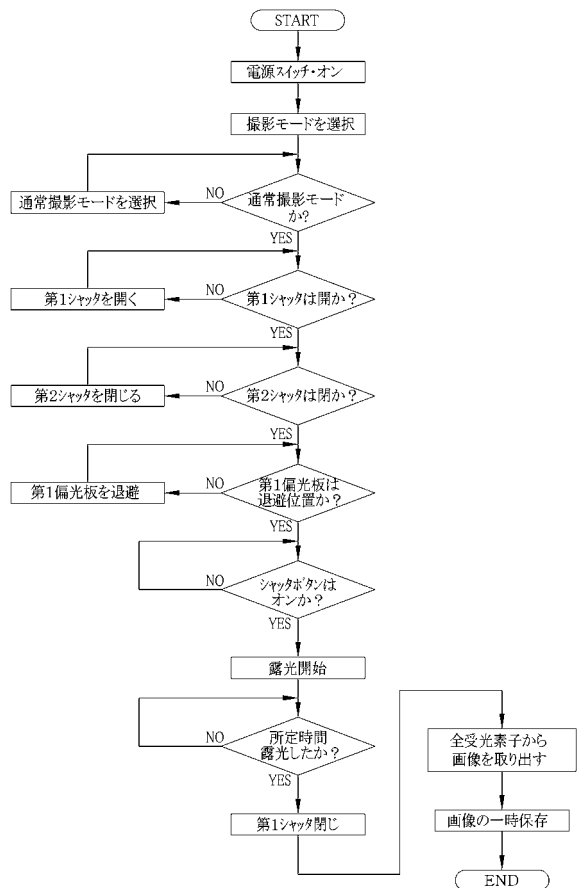 START
電源スイッチ・オン
撮影モードを選択
通常撮影モード
か?
NO
通常撮影モードを選択
YES
第1シャッタは開か?
NO
第1シャッタを開く
YES
第2シャッタは閉か?
NO
第2シャッタを閉じる
YES
第1偏光板は
退避位置か?
NO
第1偏光板を退避
YES
シャッタボタンは
オンか?
NO
YES
露光開始
所定時間
露光したか?
NO
YES
第1シャッタ閉じ
全受光素子から
画像を取り出す
画像の一時保存
END